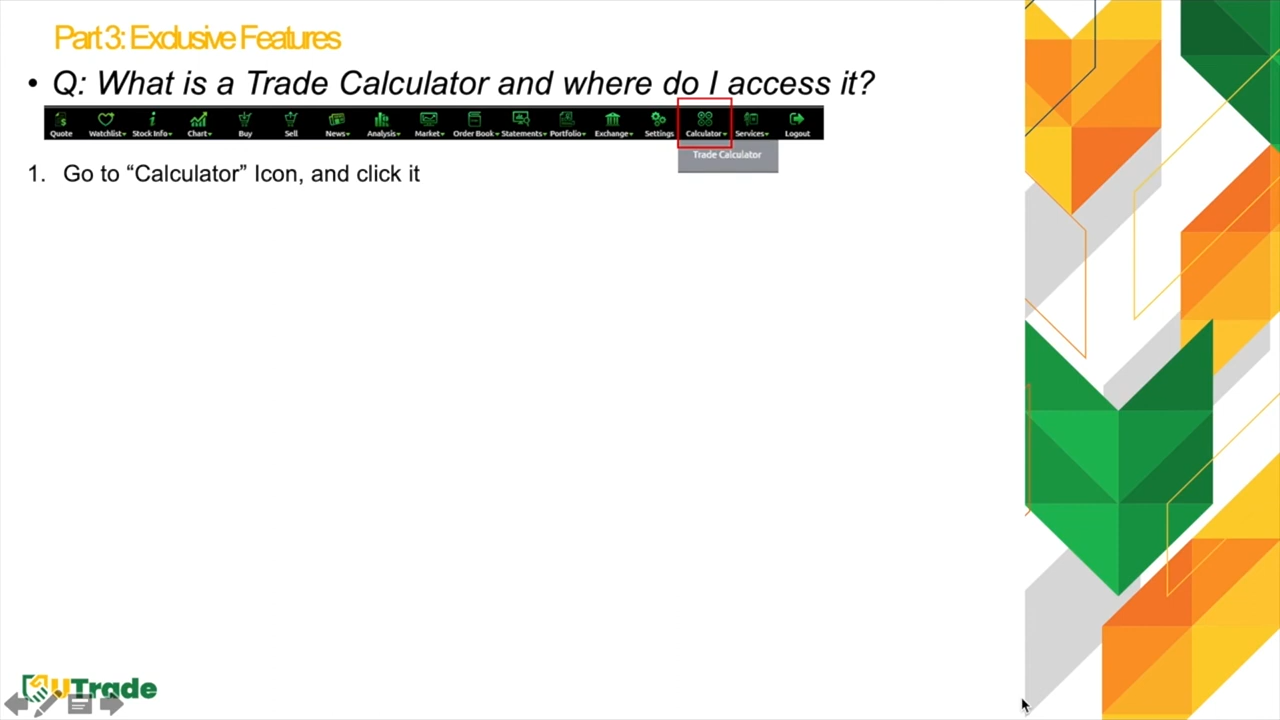 Part 3: Exclusive Features
• Q: What is a Trade Calculator and where do I access it?
Quote Watchlist Stock Info Chart Buy Sell News Analysis Market Order Book Statements Portfolio Exchange Settings Calculator Services Logout
Trade Calculator
1. Go to “Calculator” Icon, and click it
UTrade